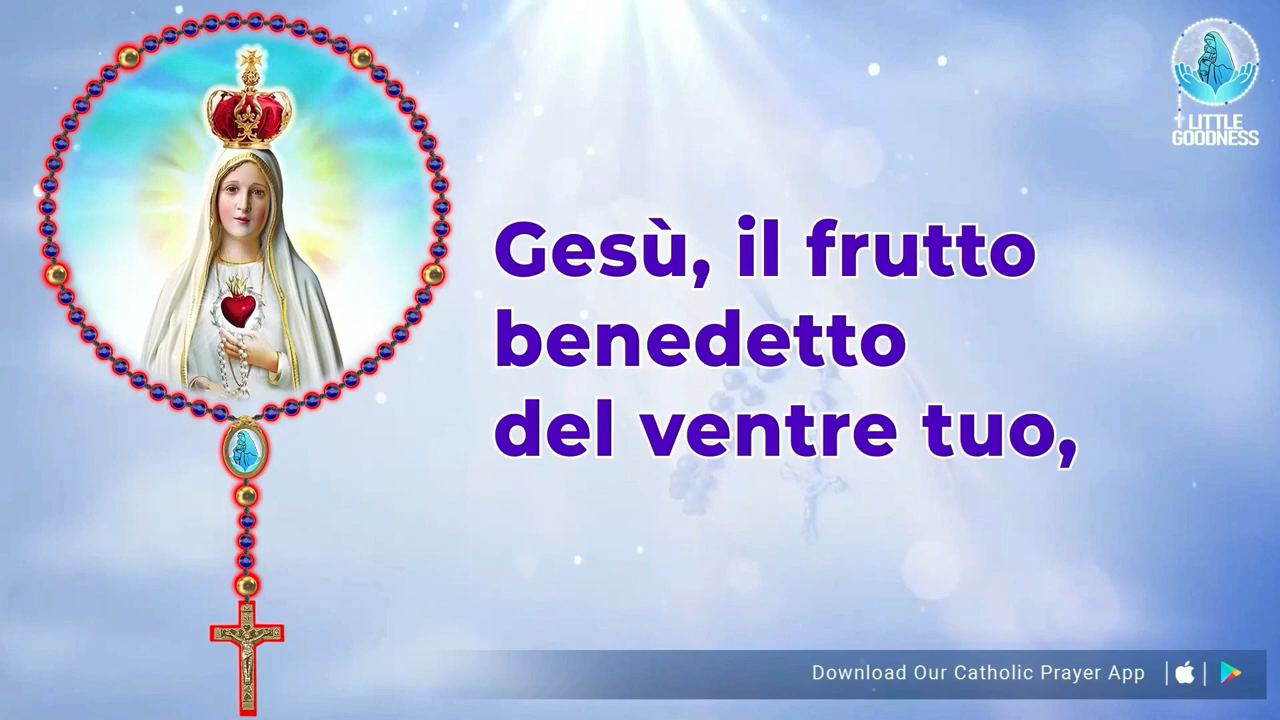 LITTLE
GOODNESS
Gesù, il frutto
benedetto
del ventre tuo,
Download Our Catholic Prayer App